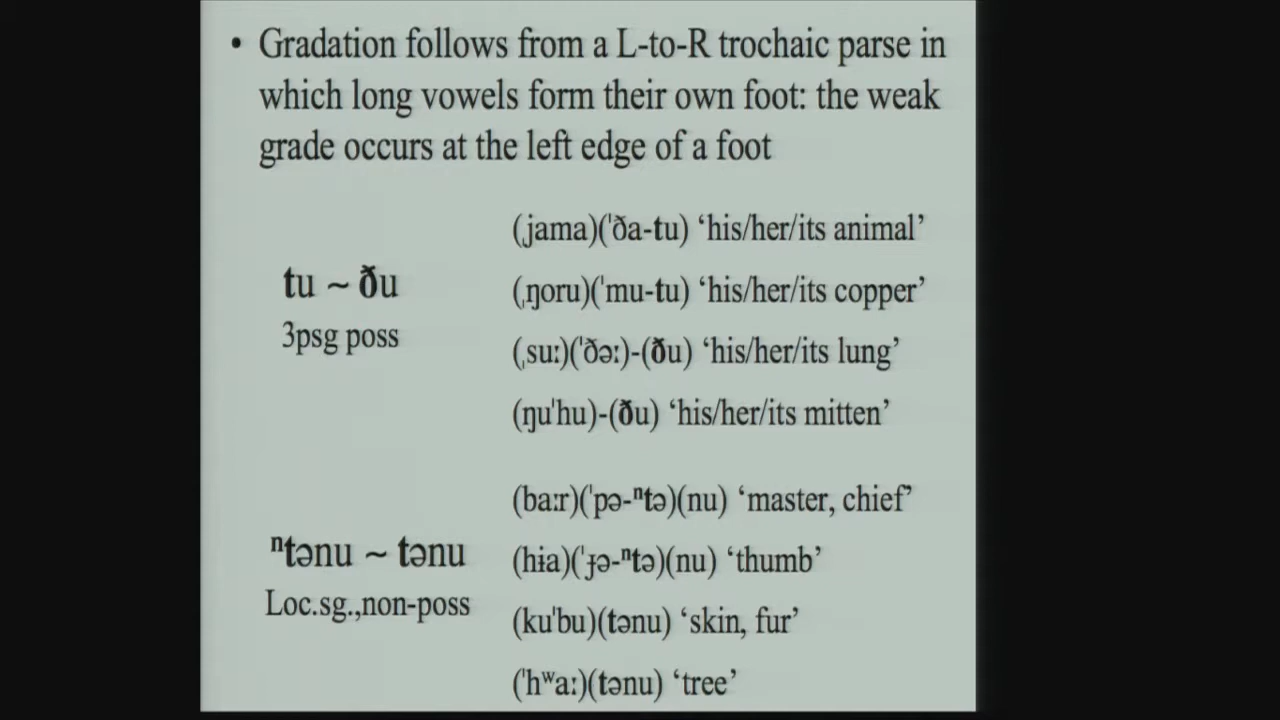 • Gradation follows from a L-to-R trochaic parse in
which long vowels form their own foot: the weak
grade occurs at the left edge of a foot
(ˌjama)(ˈða-tu) ‘his/her/its animal’
(ˌŋoru)(ˈmu-tu) ‘his/her/its copper’
tu ~ ðu
3psg poss
(ˌsuː)(ˈðəː)-(ðu) ‘his/her/its lung’
(ŋuˈhu)-(ðu) ‘his/her/its mitten’
(baːr)(ˈpə-ⁿtə)(nu) ‘master, chief’
ⁿtənu ~ tənu
Loc.sg.,non-poss
(hɨa)(ˈɟə-ⁿtə)(nu) ‘thumb’
(kuˈbu)(tənu) ‘skin, fur’
(ˈhʷaː)(tənu) ‘tree’